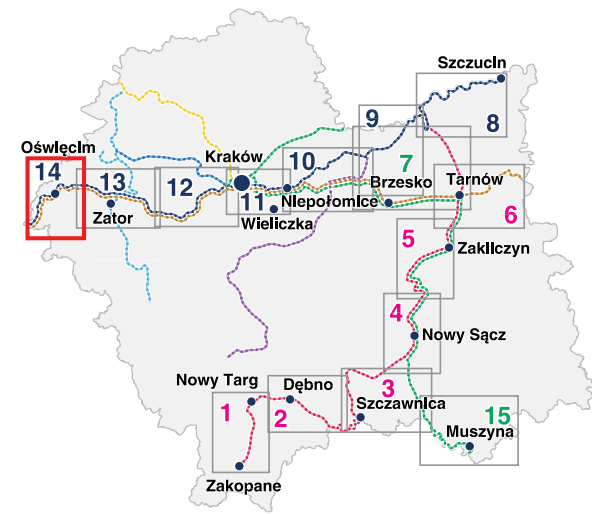 Szczucin
9
8
Oświęcim
14
Kraków
10
7
13
12
11
Niepołomice
Brzesko
Tarnów
6
Zator
Wieliczka
5
Zakliczyn
4
Nowy Sącz
Nowy Targ
Dębno
3
1
2
Szczawnica
15
Muszyna
Zakopane